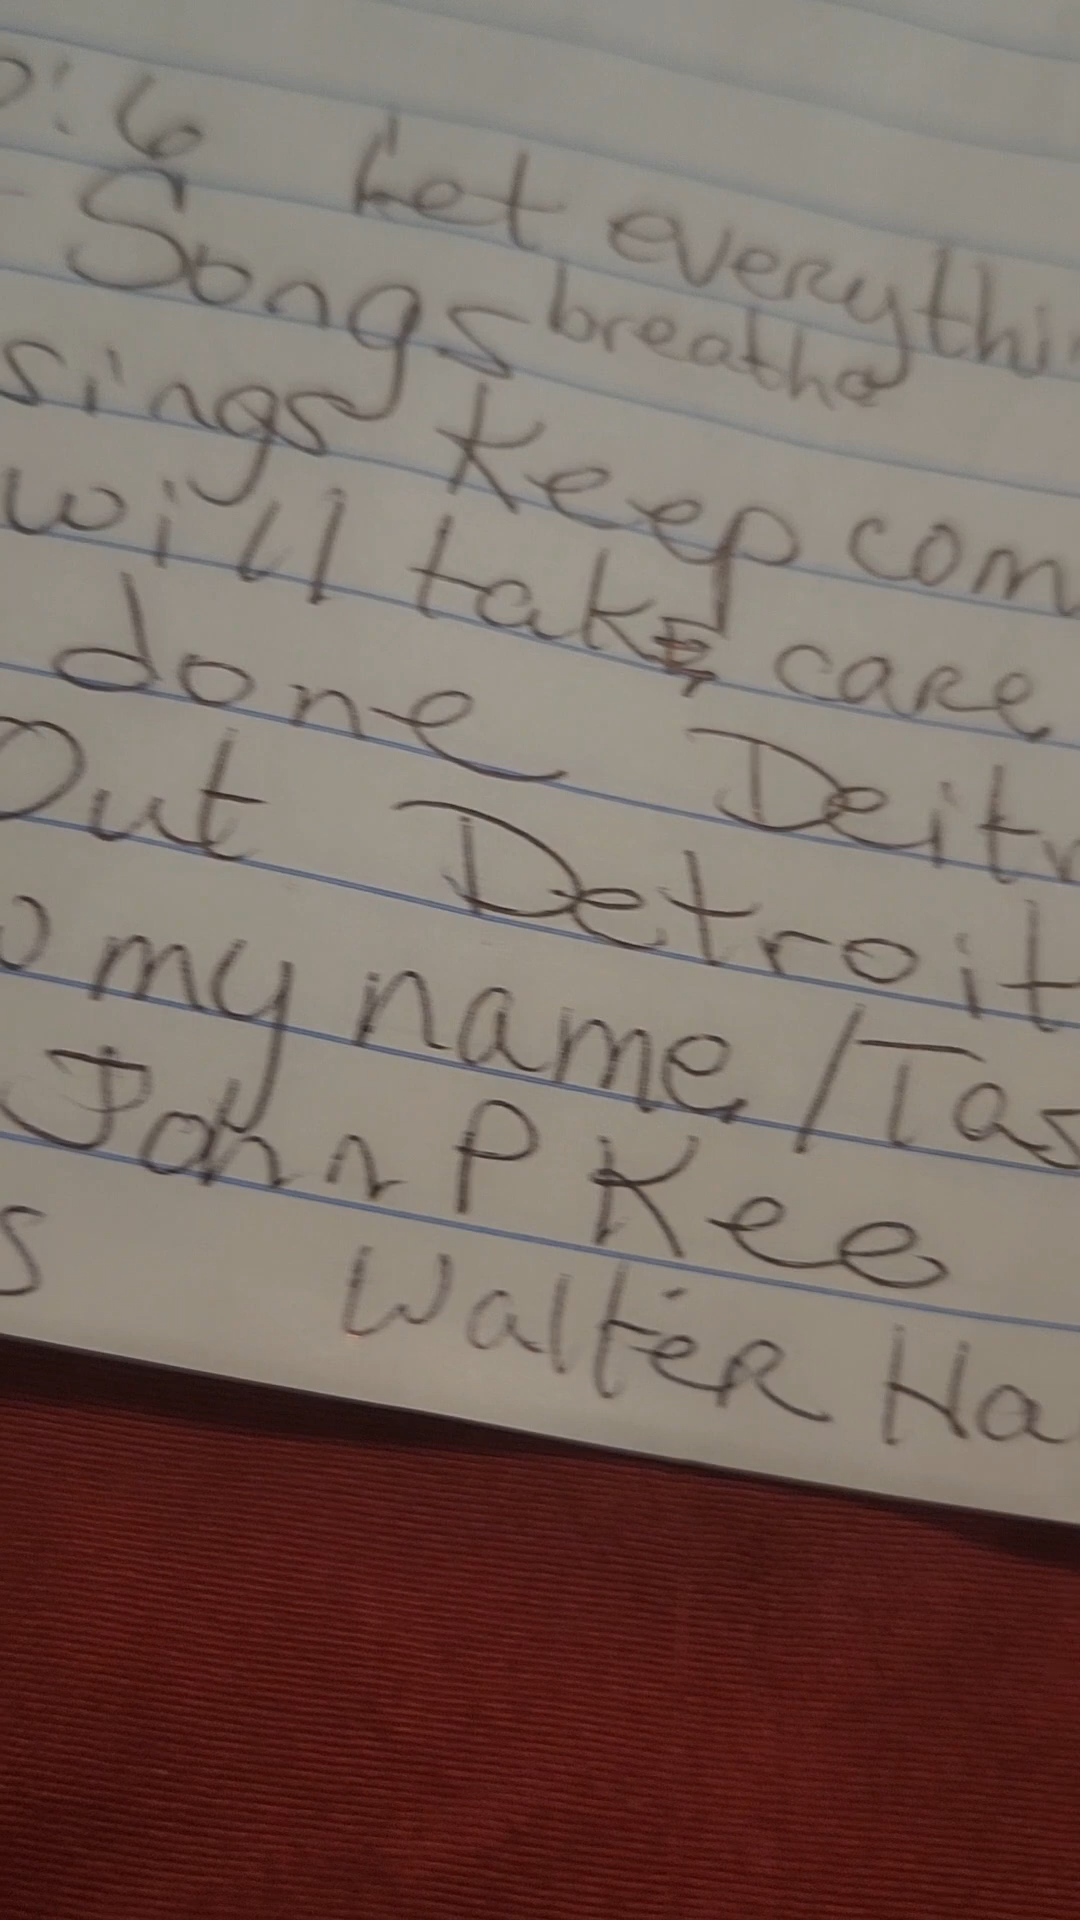 :6 Let everythi
breathe
Songs
sings Keep com
will take care
done Deitr
Out Detroit
o my name / Tas
John P Kee
s Walter Ha